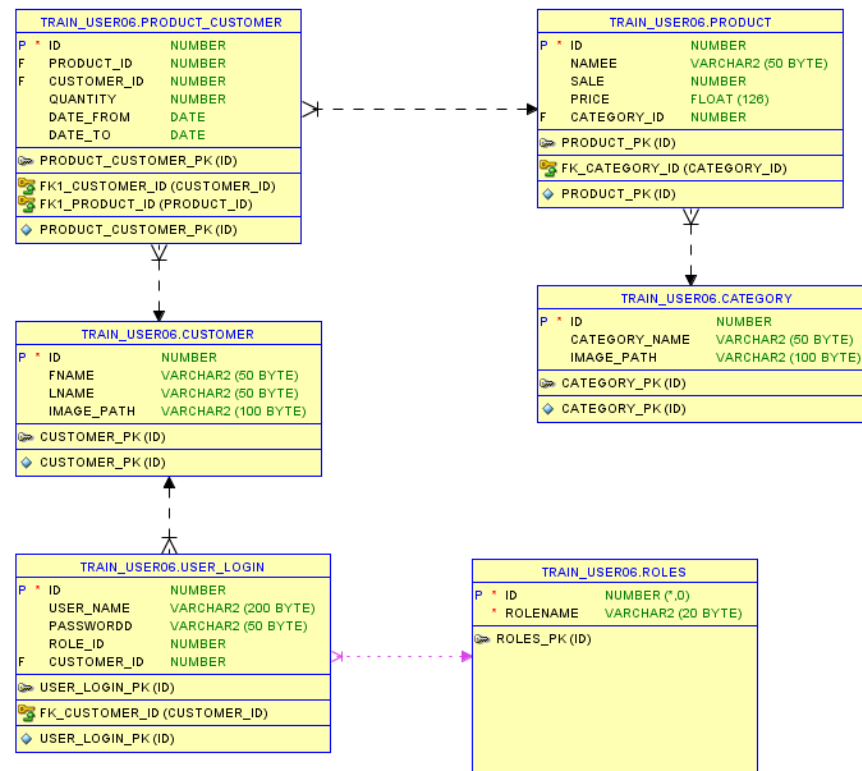 TRAIN_USER06.PRODUCT_CUSTOMER
P * ID NUMBER
F PRODUCT_ID NUMBER
F CUSTOMER_ID NUMBER
QUANTITY NUMBER
DATE_FROM DATE
DATE_TO DATE
PRODUCT_CUSTOMER_PK (ID)
FK1_CUSTOMER_ID (CUSTOMER_ID)
FK1_PRODUCT_ID (PRODUCT_ID)
PRODUCT_CUSTOMER_PK (ID)
TRAIN_USER06.PRODUCT
P * ID NUMBER
NAMEE VARCHAR2 (50 BYTE)
SALE NUMBER
PRICE FLOAT (126)
F CATEGORY_ID NUMBER
PRODUCT_PK (ID)
FK_CATEGORY_ID (CATEGORY_ID)
PRODUCT_PK (ID)
TRAIN_USER06.CUSTOMER
P * ID NUMBER
FNAME VARCHAR2 (50 BYTE)
LNAME VARCHAR2 (50 BYTE)
IMAGE_PATH VARCHAR2 (100 BYTE)
CUSTOMER_PK (ID)
CUSTOMER_PK (ID)
TRAIN_USER06.CATEGORY
P * ID NUMBER
CATEGORY_NAME VARCHAR2 (50 BYTE)
IMAGE_PATH VARCHAR2 (100 BYTE)
CATEGORY_PK (ID)
CATEGORY_PK (ID)
TRAIN_USER06.USER_LOGIN
P * ID NUMBER
USER_NAME VARCHAR2 (200 BYTE)
PASSWORDD VARCHAR2 (50 BYTE)
ROLE_ID NUMBER
F CUSTOMER_ID NUMBER
USER_LOGIN_PK (ID)
FK_CUSTOMER_ID (CUSTOMER_ID)
USER_LOGIN_PK (ID)
TRAIN_USER06.ROLES
P * ID NUMBER (*,0)
* ROLENAME VARCHAR2 (20 BYTE)
ROLES_PK (ID)